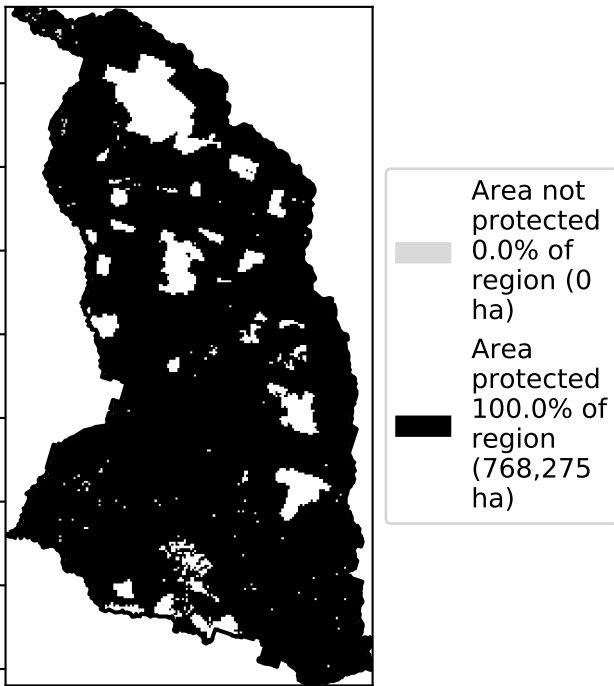 Area not
protected
0.0% of
region (0
ha)
Area
protected
100.0% of
region
(768,275
ha)